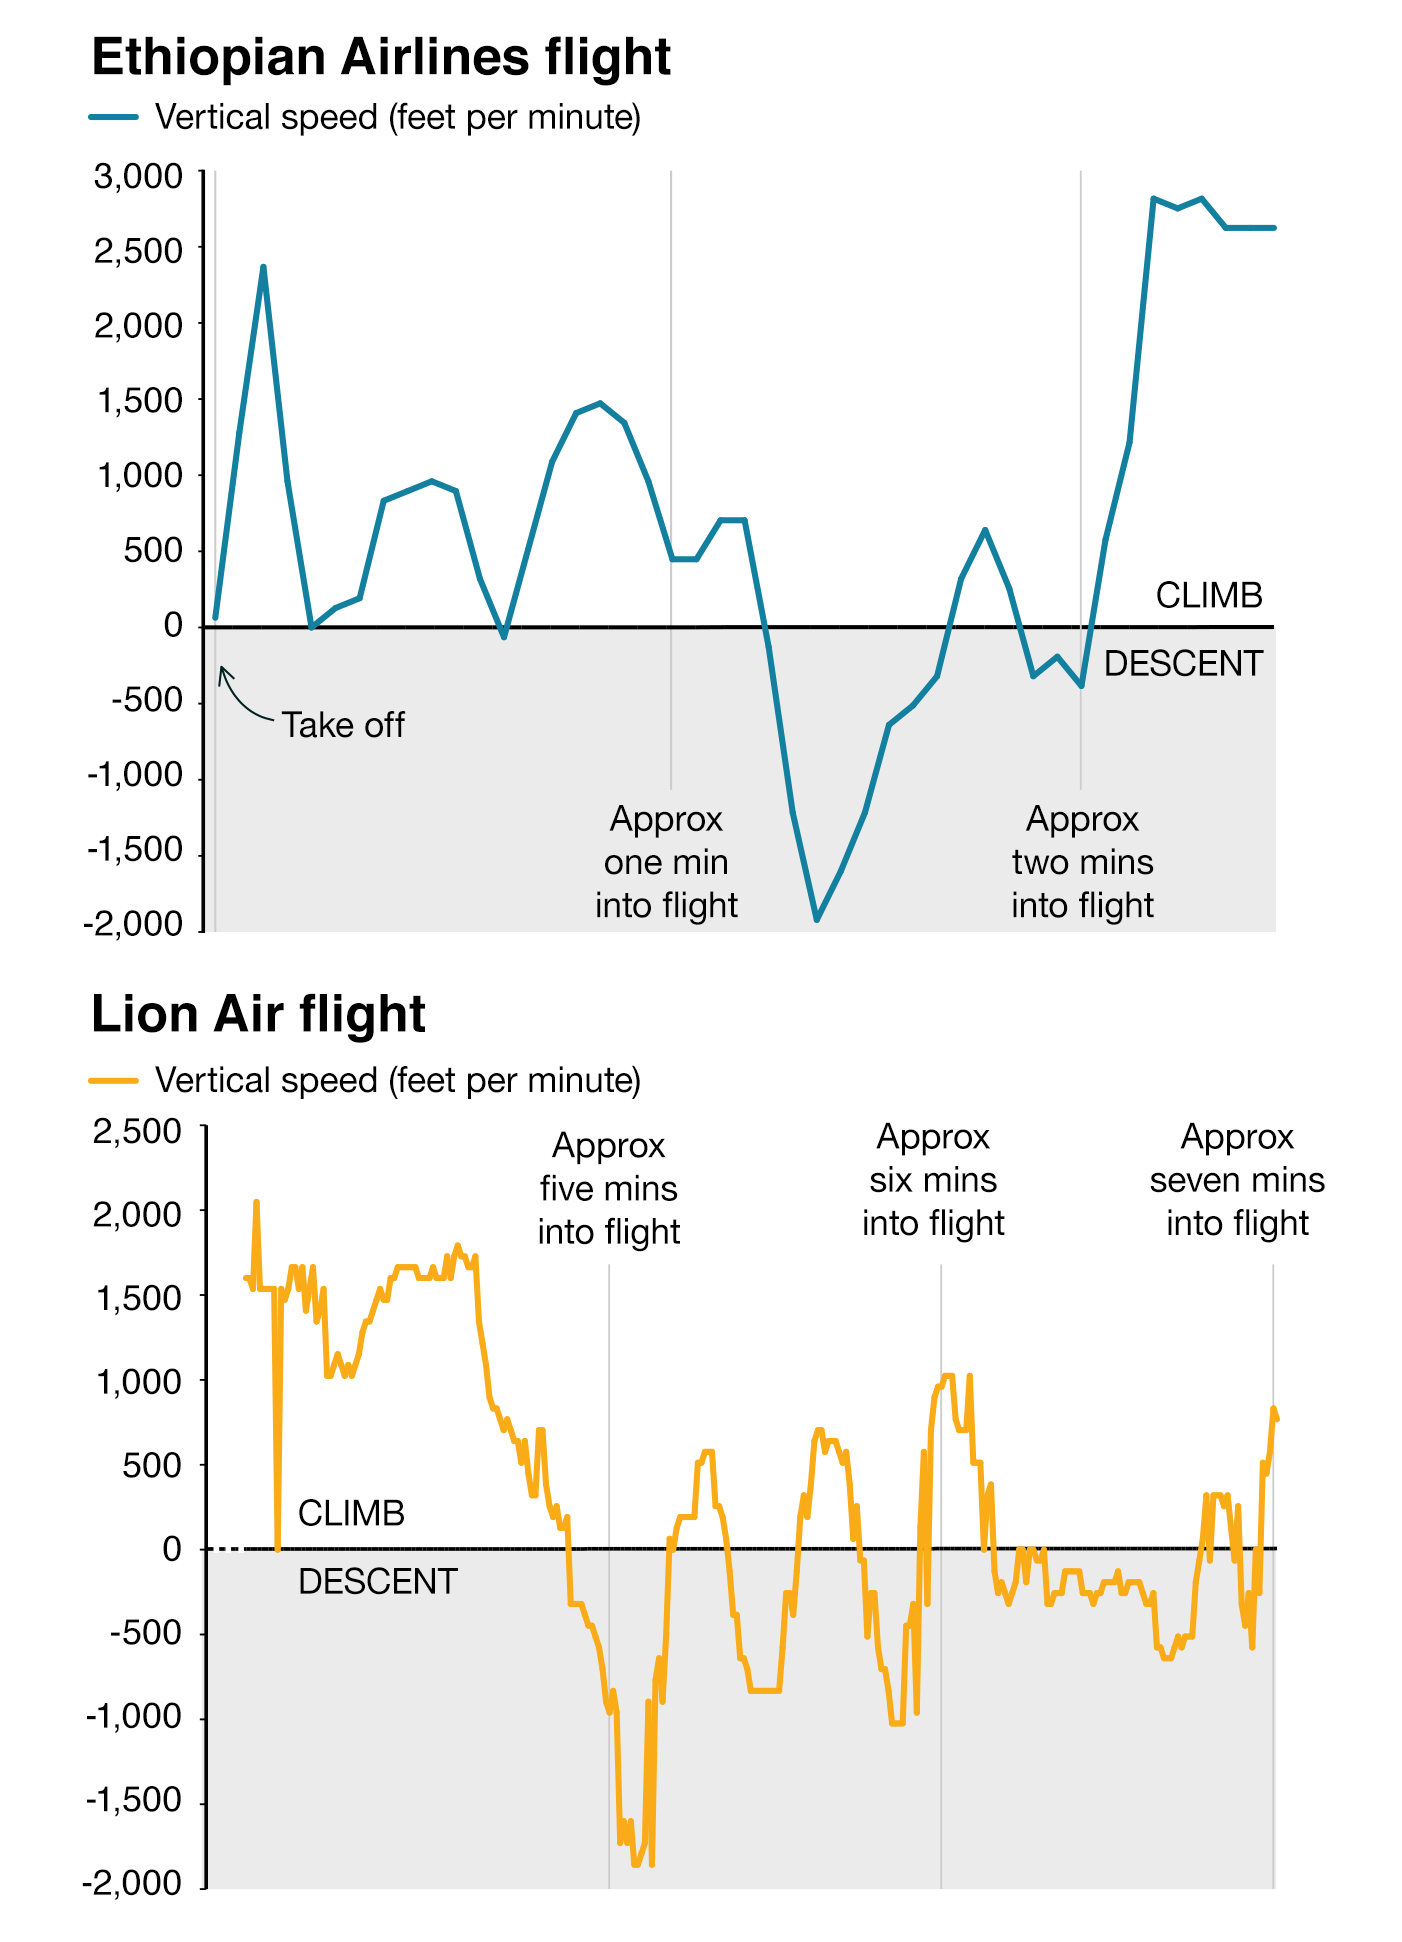 Ethiopian Airlines flight
Vertical speed (feet per minute)
3,000
2,500
2,000
1,500
1,000
500
0
-500
-1,000
-1,500
-2,000
CLIMB
DESCENT
Take off
Approx
one min
into flight
Approx
two mins
into flight
Lion Air flight
Vertical speed (feet per minute)
2,500
2,000
1,500
1,000
500
0
-500
-1,000
-1,500
-2,000
Approx
five mins
into flight
Approx
six mins
into flight
Approx
seven mins
into flight
CLIMB
DESCENT